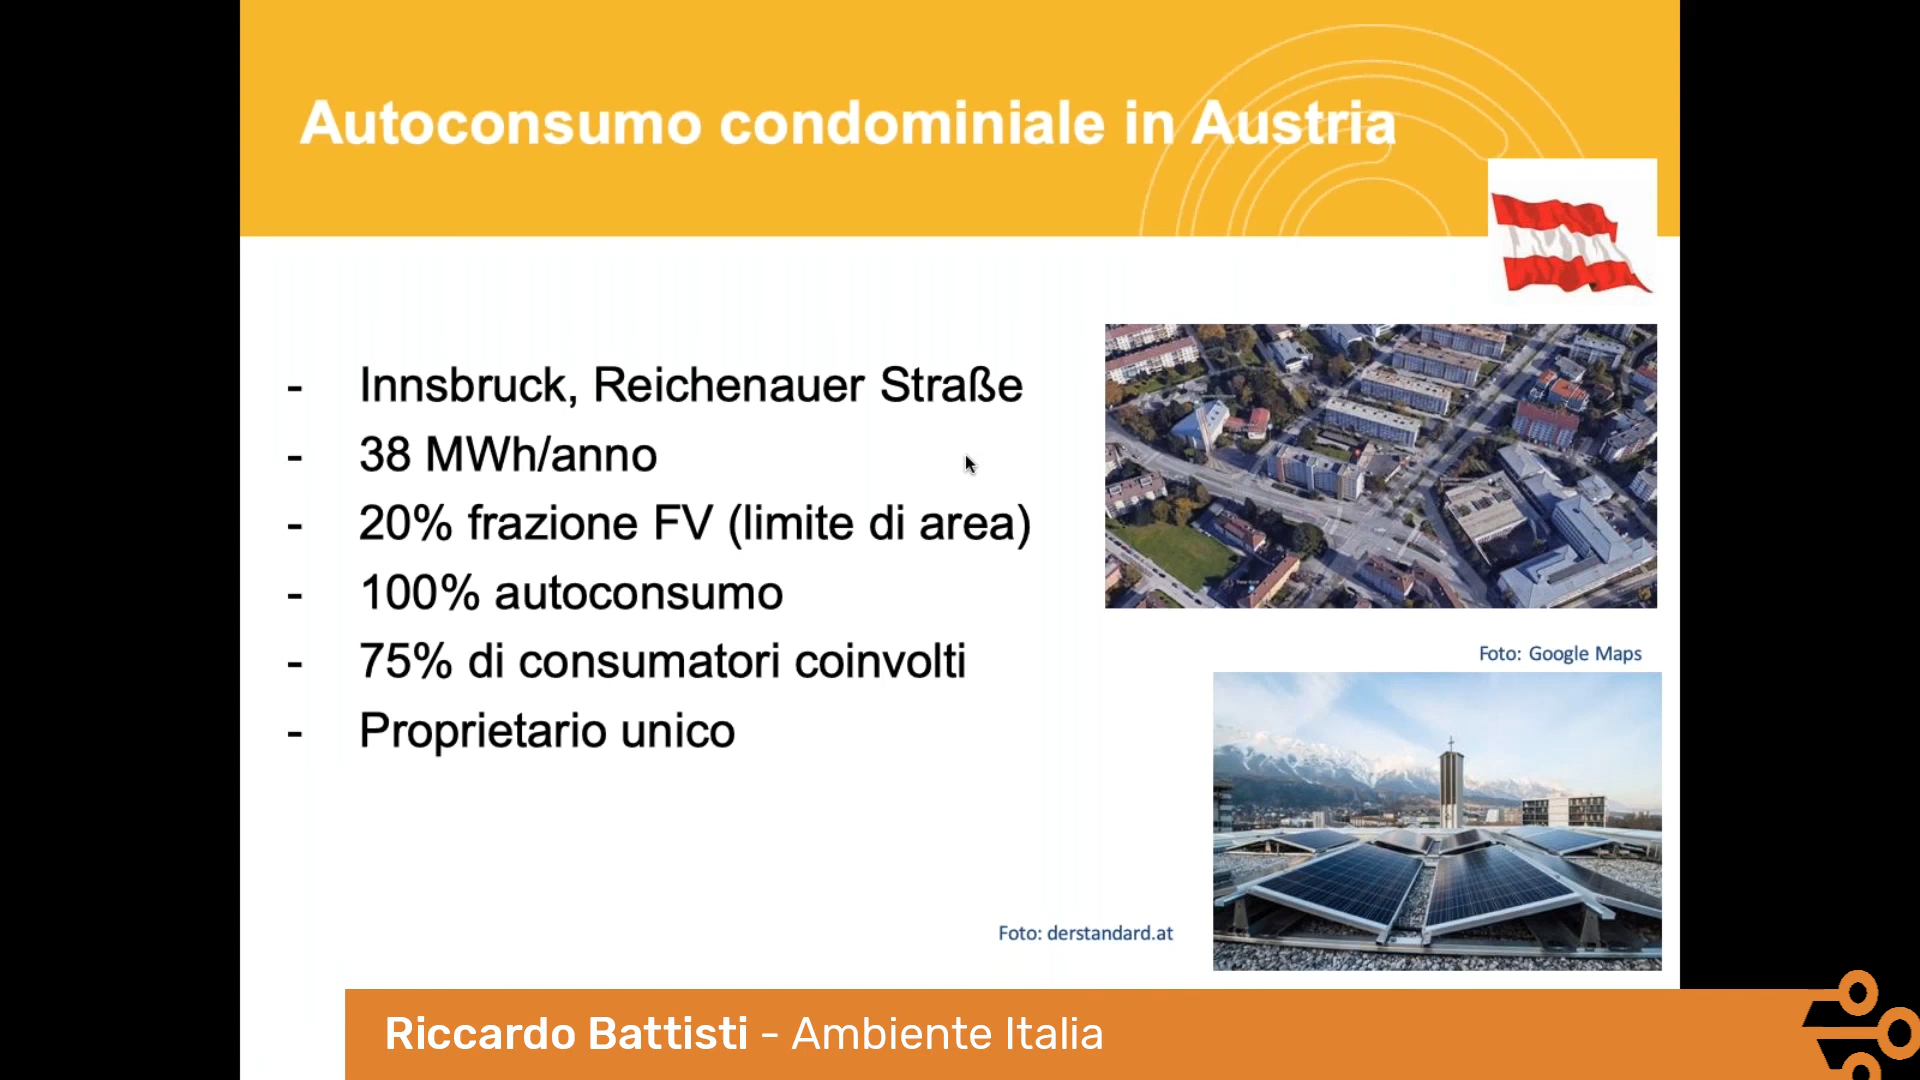 Autoconsumo condominiale in Austria
- Innsbruck, Reichenauer Straße
- 38 MWh/anno
- 20% frazione FV (limite di area)
- 100% autoconsumo
- 75% di consumatori coinvolti
- Proprietario unico
Foto: Google Maps
Foto: derstandard.at
Riccardo Battisti - Ambiente Italia